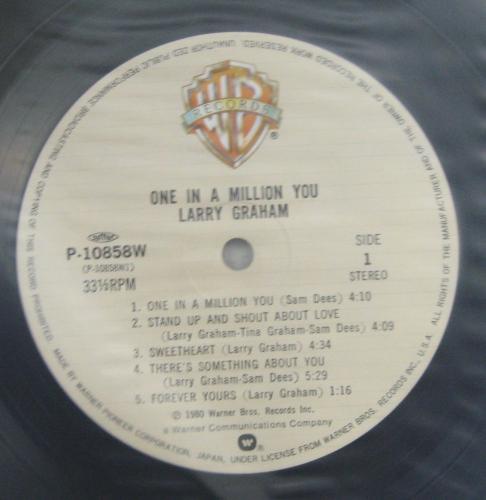 ALL RIGHTS OF THE MANUFACTURER AND OF THE OWNER OF THE RECORDED WORK RESERVED. UNAUTHORIZED PUBLIC PERFORMANCE, BROADCASTING AND COPYING OF THIS RECORD PROHIBITED.
WB
RECORDS
®
ONE IN A MILLION YOU
LARRY GRAHAM
P-10858W
(P-10858W1)
33⅓RPM
SIDE
1
STEREO
1. ONE IN A MILLION YOU (Sam Dees) 4:10
2. STAND UP AND SHOUT ABOUT LOVE
(Larry Graham-Tina Graham-Sam Dees) 4:09
3. SWEETHEART (Larry Graham) 4:34
4. THERE'S SOMETHING ABOUT YOU
(Larry Graham-Sam Dees) 5:29
5. FOREVER YOURS (Larry Graham) 1:16
℗ 1980 Warner Bros. Records Inc.
a Warner Communications Company
W
®
MADE BY WARNER PIONEER CORPORATION, JAPAN, UNDER LICENSE FROM WARNER BROS. RECORDS INC., U.S.A.